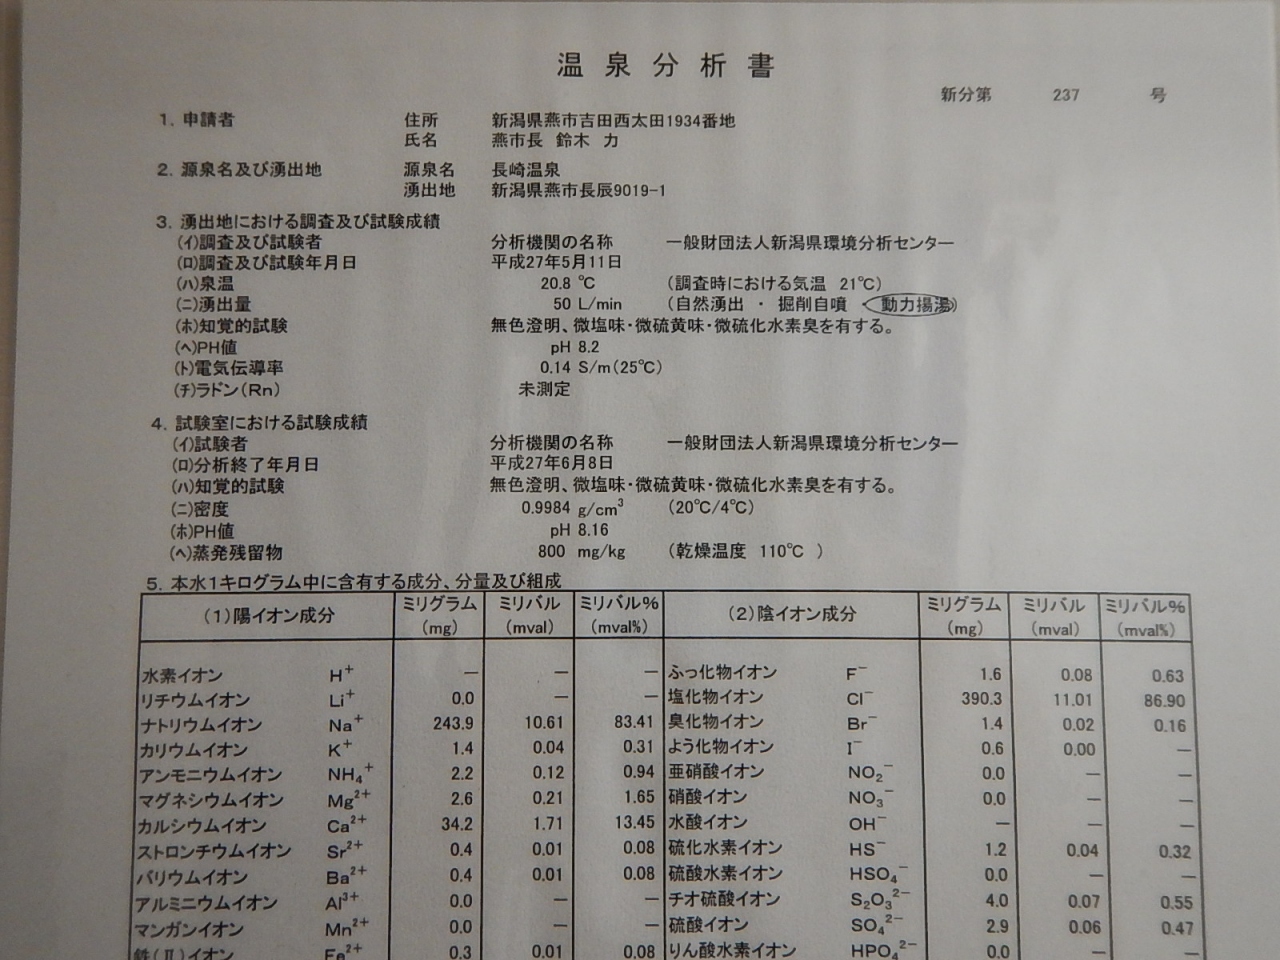 温泉分析書
新分第 237 号
1. 申請者 住所 新潟県燕市吉田西太田1934番地
氏名 燕市長 鈴木 力
2. 源泉名及び湧出地 源泉名 長崎温泉
湧出地 新潟県燕市長辰9019-1
3. 湧出地における調査及び試験成績
(イ)調査及び試験者 分析機関の名称 一般財団法人新潟県環境分析センター
(ロ)調査及び試験年月日 平成27年5月11日
(ハ)泉温 20.8 ℃ (調査時における気温 21℃)
(ニ)湧出量 50 L/min (自然湧出 ・ 掘削自噴 ・ 動力揚湯)
(ホ)知覚的試験 無色澄明、微塩味・微硫黄味・微硫化水素臭を有する。
(ヘ)PH値 pH 8.2
(ト)電気伝導率 0.14 S/m(25℃)
(チ)ラドン(Rn) 未測定
4. 試験室における試験成績
(イ)試験者 分析機関の名称 一般財団法人新潟県環境分析センター
(ロ)分析終了年月日 平成27年6月8日
(ハ)知覚的試験 無色澄明、微塩味・微硫黄味・微硫化水素臭を有する。
(ニ)密度 0.9984 g/cm³ (20℃/4℃)
(ホ)PH値 pH 8.16
(ヘ)蒸発残留物 800 mg/kg (乾燥温度 110℃ )
5. 本水1キログラム中に含有する成分、分量及び組成
(1)陽イオン成分 ミリグラム (mg) ミリバル (mval) ミリバル% (mval%) (2)陰イオン成分 ミリグラム (mg) ミリバル (mval) ミリバル% (mval%)
水素イオン H⁺ — — — ふっ化物イオン F⁻ 1.6 0.08 0.63
リチウムイオン Li⁺ 0.0 — — 塩化物イオン Cl⁻ 390.3 11.01 86.90
ナトリウムイオン Na⁺ 243.9 10.61 83.41 臭化物イオン Br⁻ 1.4 0.02 0.16
カリウムイオン K⁺ 1.4 0.04 0.31 よう化物イオン I⁻ 0.6 0.00 —
アンモニウムイオン NH₄⁺ 2.2 0.12 0.94 亜硝酸イオン NO₂⁻ 0.0 — —
マグネシウムイオン Mg²⁺ 2.6 0.21 1.65 硝酸イオン NO₃⁻ 0.0 — —
カルシウムイオン Ca²⁺ 34.2 1.71 13.45 水酸イオン OH⁻ — — —
ストロンチウムイオン Sr²⁺ 0.4 0.01 0.08 硫化水素イオン HS⁻ 1.2 0.04 0.32
バリウムイオン Ba²⁺ 0.4 0.01 0.08 硫酸水素イオン HSO₄⁻ 0.0 — —
アルミニウムイオン Al³⁺ 0.0 — — チオ硫酸イオン S₂O₃²⁻ 4.0 0.07 0.55
マンガンイオン Mn²⁺ 0.0 — — 硫酸イオン SO₄²⁻ 2.9 0.06 0.47
鉄(Ⅱ)イオン Fe²⁺ 0.3 0.01 0.08 りん酸水素イオン HPO₄²⁻ 0.0 — —